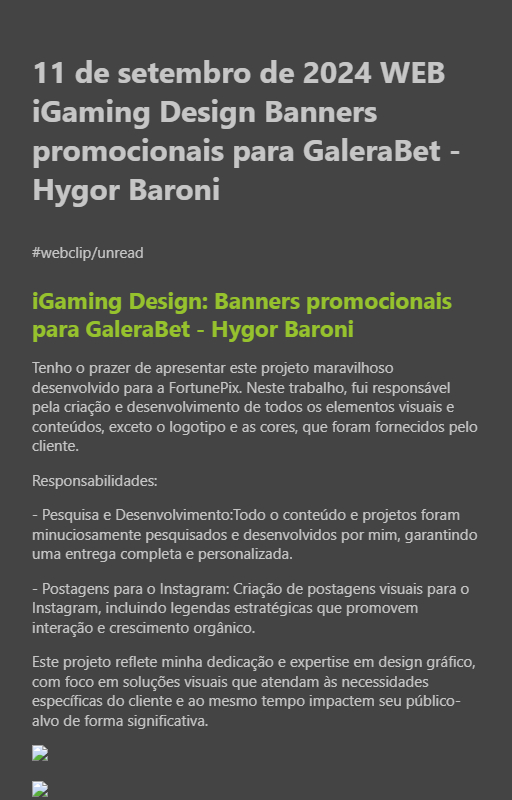 11 de setembro de 2024 WEB
iGaming Design Banners
promocionais para GaleraBet -
Hygor Baroni
#webclip/unread
iGaming Design: Banners promocionais
para GaleraBet - Hygor Baroni
Tenho o prazer de apresentar este projeto maravilhoso
desenvolvido para a FortunePix. Neste trabalho, fui responsável
pela criação e desenvolvimento de todos os elementos visuais e
conteúdos, exceto o logotipo e as cores, que foram fornecidos pelo
cliente.
Responsabilidades:
- Pesquisa e Desenvolvimento:Todo o conteúdo e projetos foram
minuciosamente pesquisados e desenvolvidos por mim, garantindo
uma entrega completa e personalizada.
- Postagens para o Instagram: Criação de postagens visuais para o
Instagram, incluindo legendas estratégicas que promovem
interação e crescimento orgânico.
Este projeto reflete minha dedicação e expertise em design gráfico,
com foco em soluções visuais que atendam às necessidades
específicas do cliente e ao mesmo tempo impactem seu público-
alvo de forma significativa.